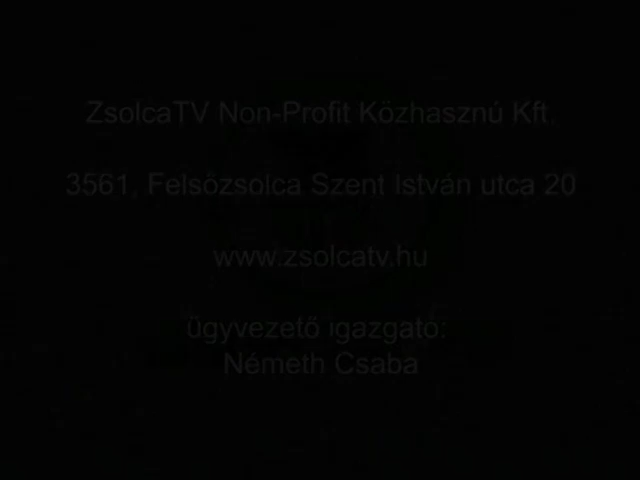 ZsolcaTV Non-Profit Közhasznú Kft.
3561, Felsőzsolca Szent István utca 20
www.zsolcatv.hu
ügyvezető igazgató:
Németh Csaba